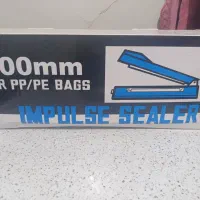 00mm
R PP/PE BAGS
IMPULSE SEALER